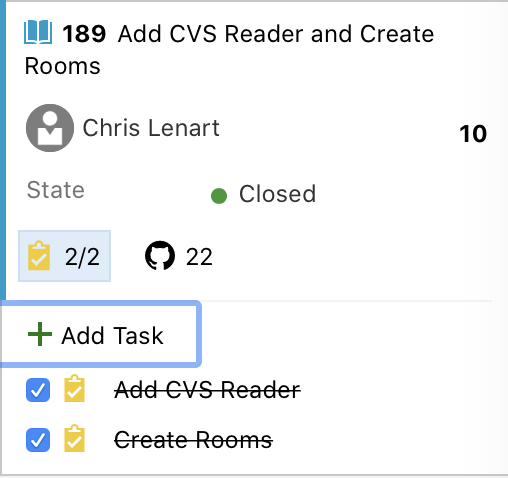 189 Add CVS Reader and Create
Rooms
Chris Lenart
10
State
Closed
2/2
22
Add Task
Add CVS Reader
Create Rooms